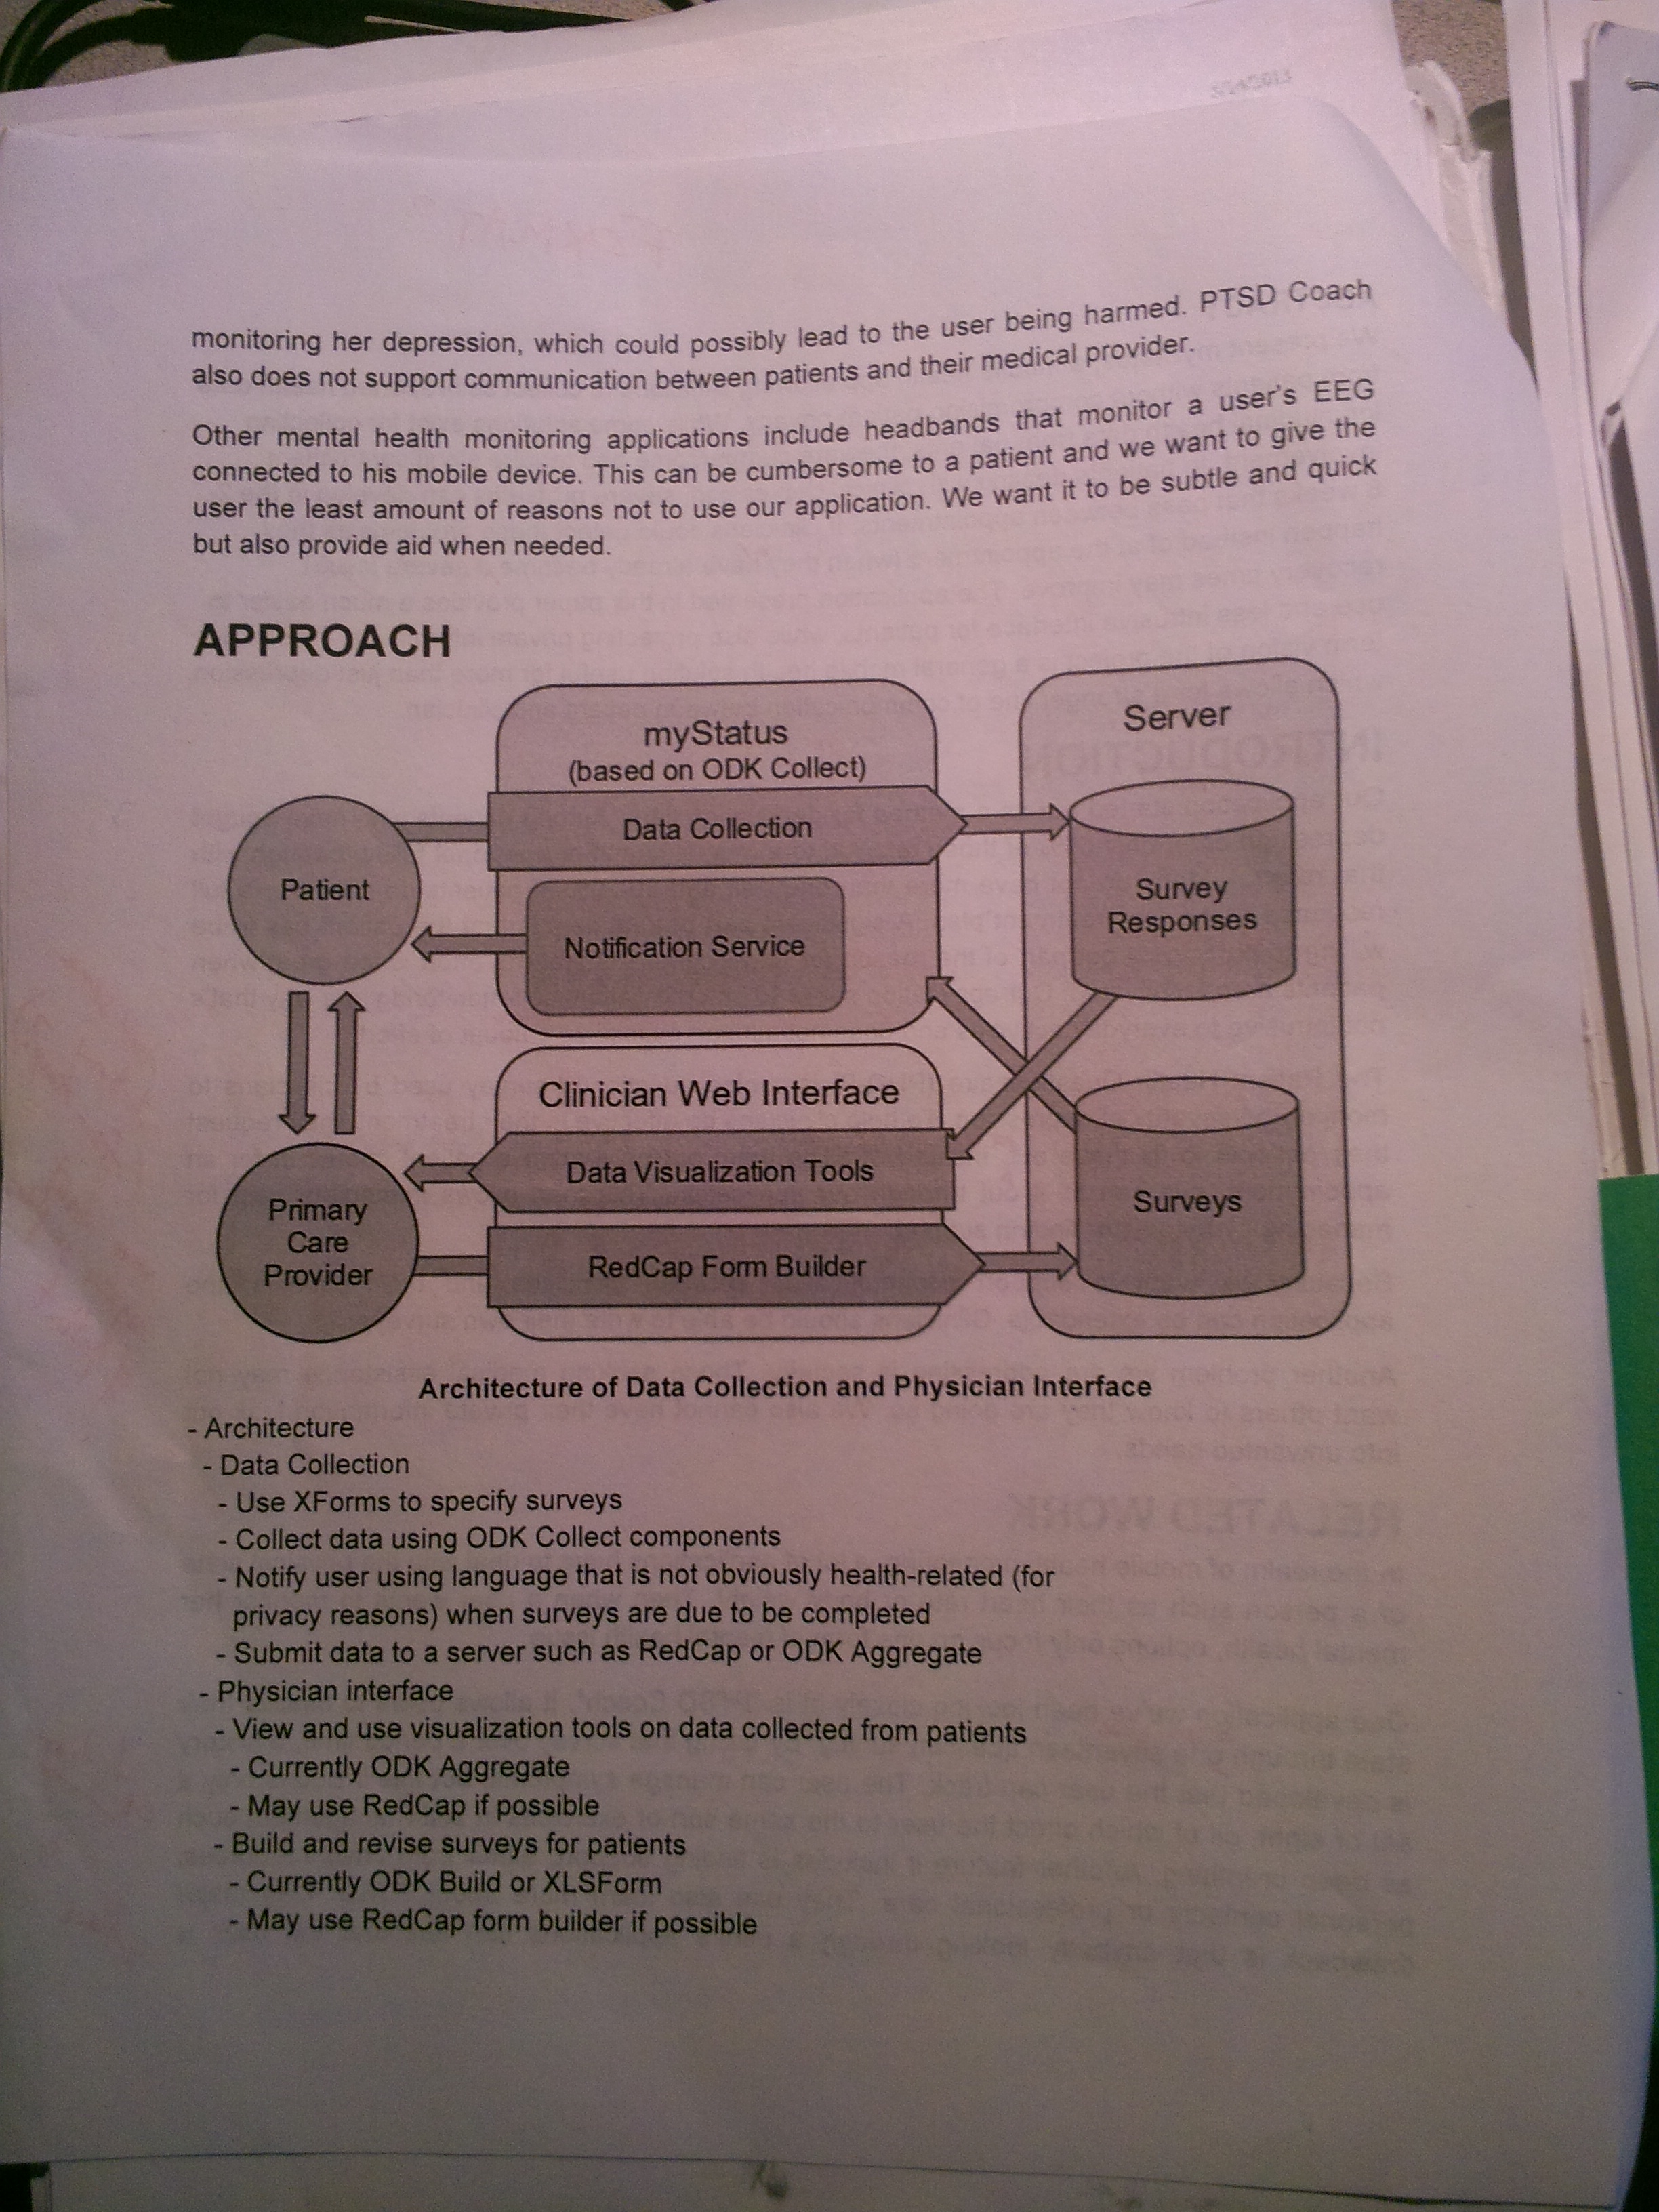 monitoring her depression, which could possibly lead to the user being harmed. PTSD Coach
also does not support communication between patients and their medical provider.
Other mental health monitoring applications include headbands that monitor a user's EEG
connected to his mobile device. This can be cumbersome to a patient and we want to give the
user the least amount of reasons not to use our application. We want it to be subtle and quick
but also provide aid when needed.
APPROACH
myStatus
(based on ODK Collect)
Data Collection
Notification Service
Patient
Server
Survey
Responses
Clinician Web Interface
Data Visualization Tools
RedCap Form Builder
Primary
Care
Provider
Surveys
Architecture of Data Collection and Physician Interface
- Architecture
- Data Collection
- Use XForms to specify surveys
- Collect data using ODK Collect components
- Notify user using language that is not obviously health-related (for
privacy reasons) when surveys are due to be completed
- Submit data to a server such as RedCap or ODK Aggregate
- Physician interface
- View and use visualization tools on data collected from patients
- Currently ODK Aggregate
- May use RedCap if possible
- Build and revise surveys for patients
- Currently ODK Build or XLSForm
- May use RedCap form builder if possible